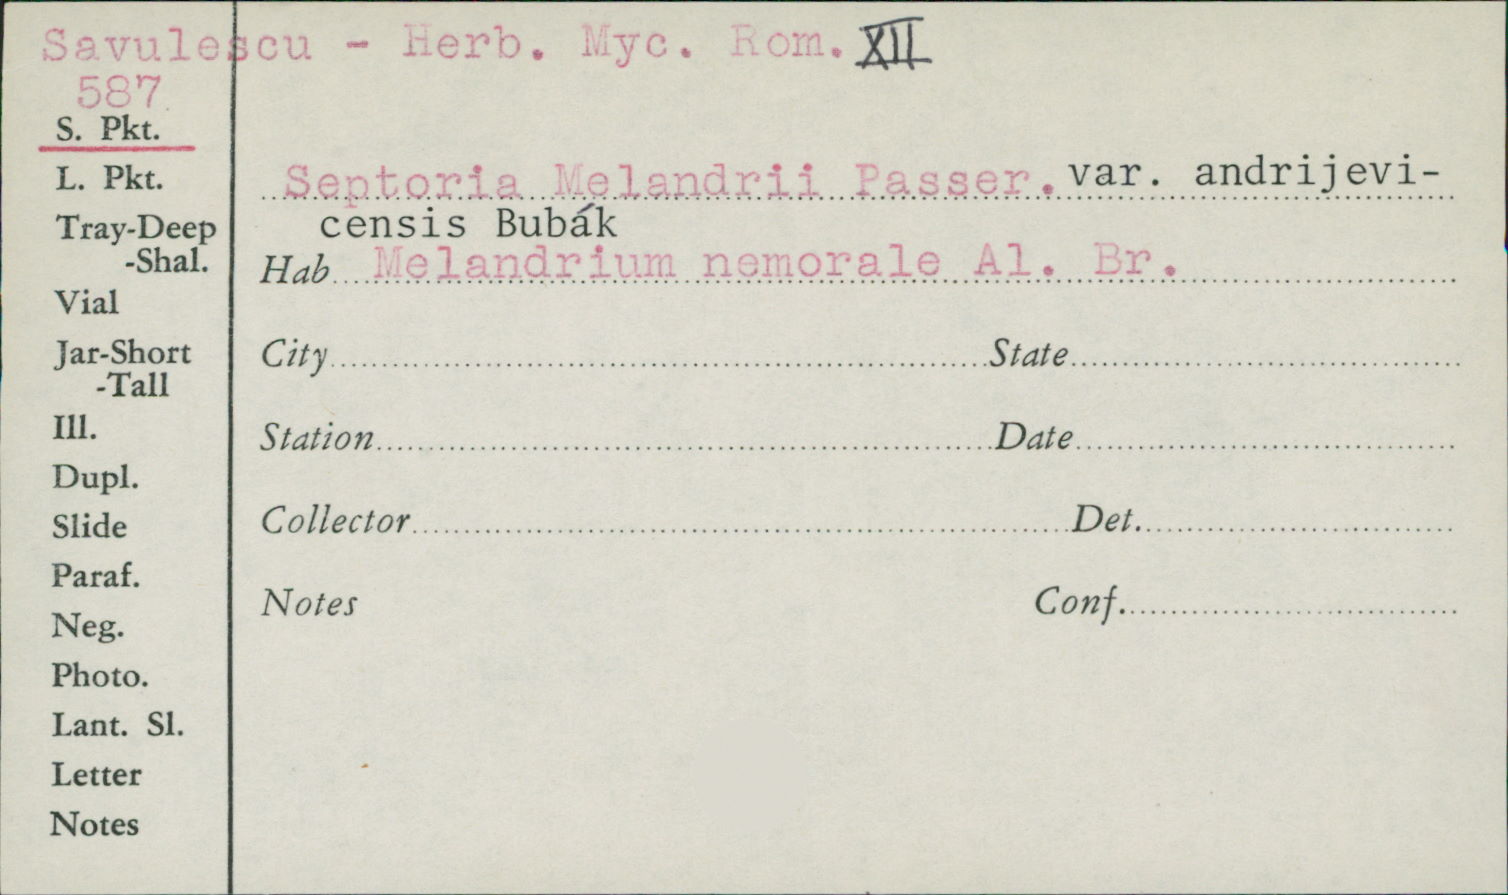 Savulescu - Herb. Myc. Rom. XII
587
S. Pkt.
L. Pkt.
Tray-Deep
-Shal.
Vial
Jar-Short
-Tall
Ill.
Dupl.
Slide
Paraf.
Neg.
Photo.
Lant. Sl.
Letter
Notes
Septoria Melandrii Passer. var. andrijevi-
censis Bubák
Hab Melandrium nemorale Al. Br.
City State
Station Date
Collector Det.
Notes Conf.